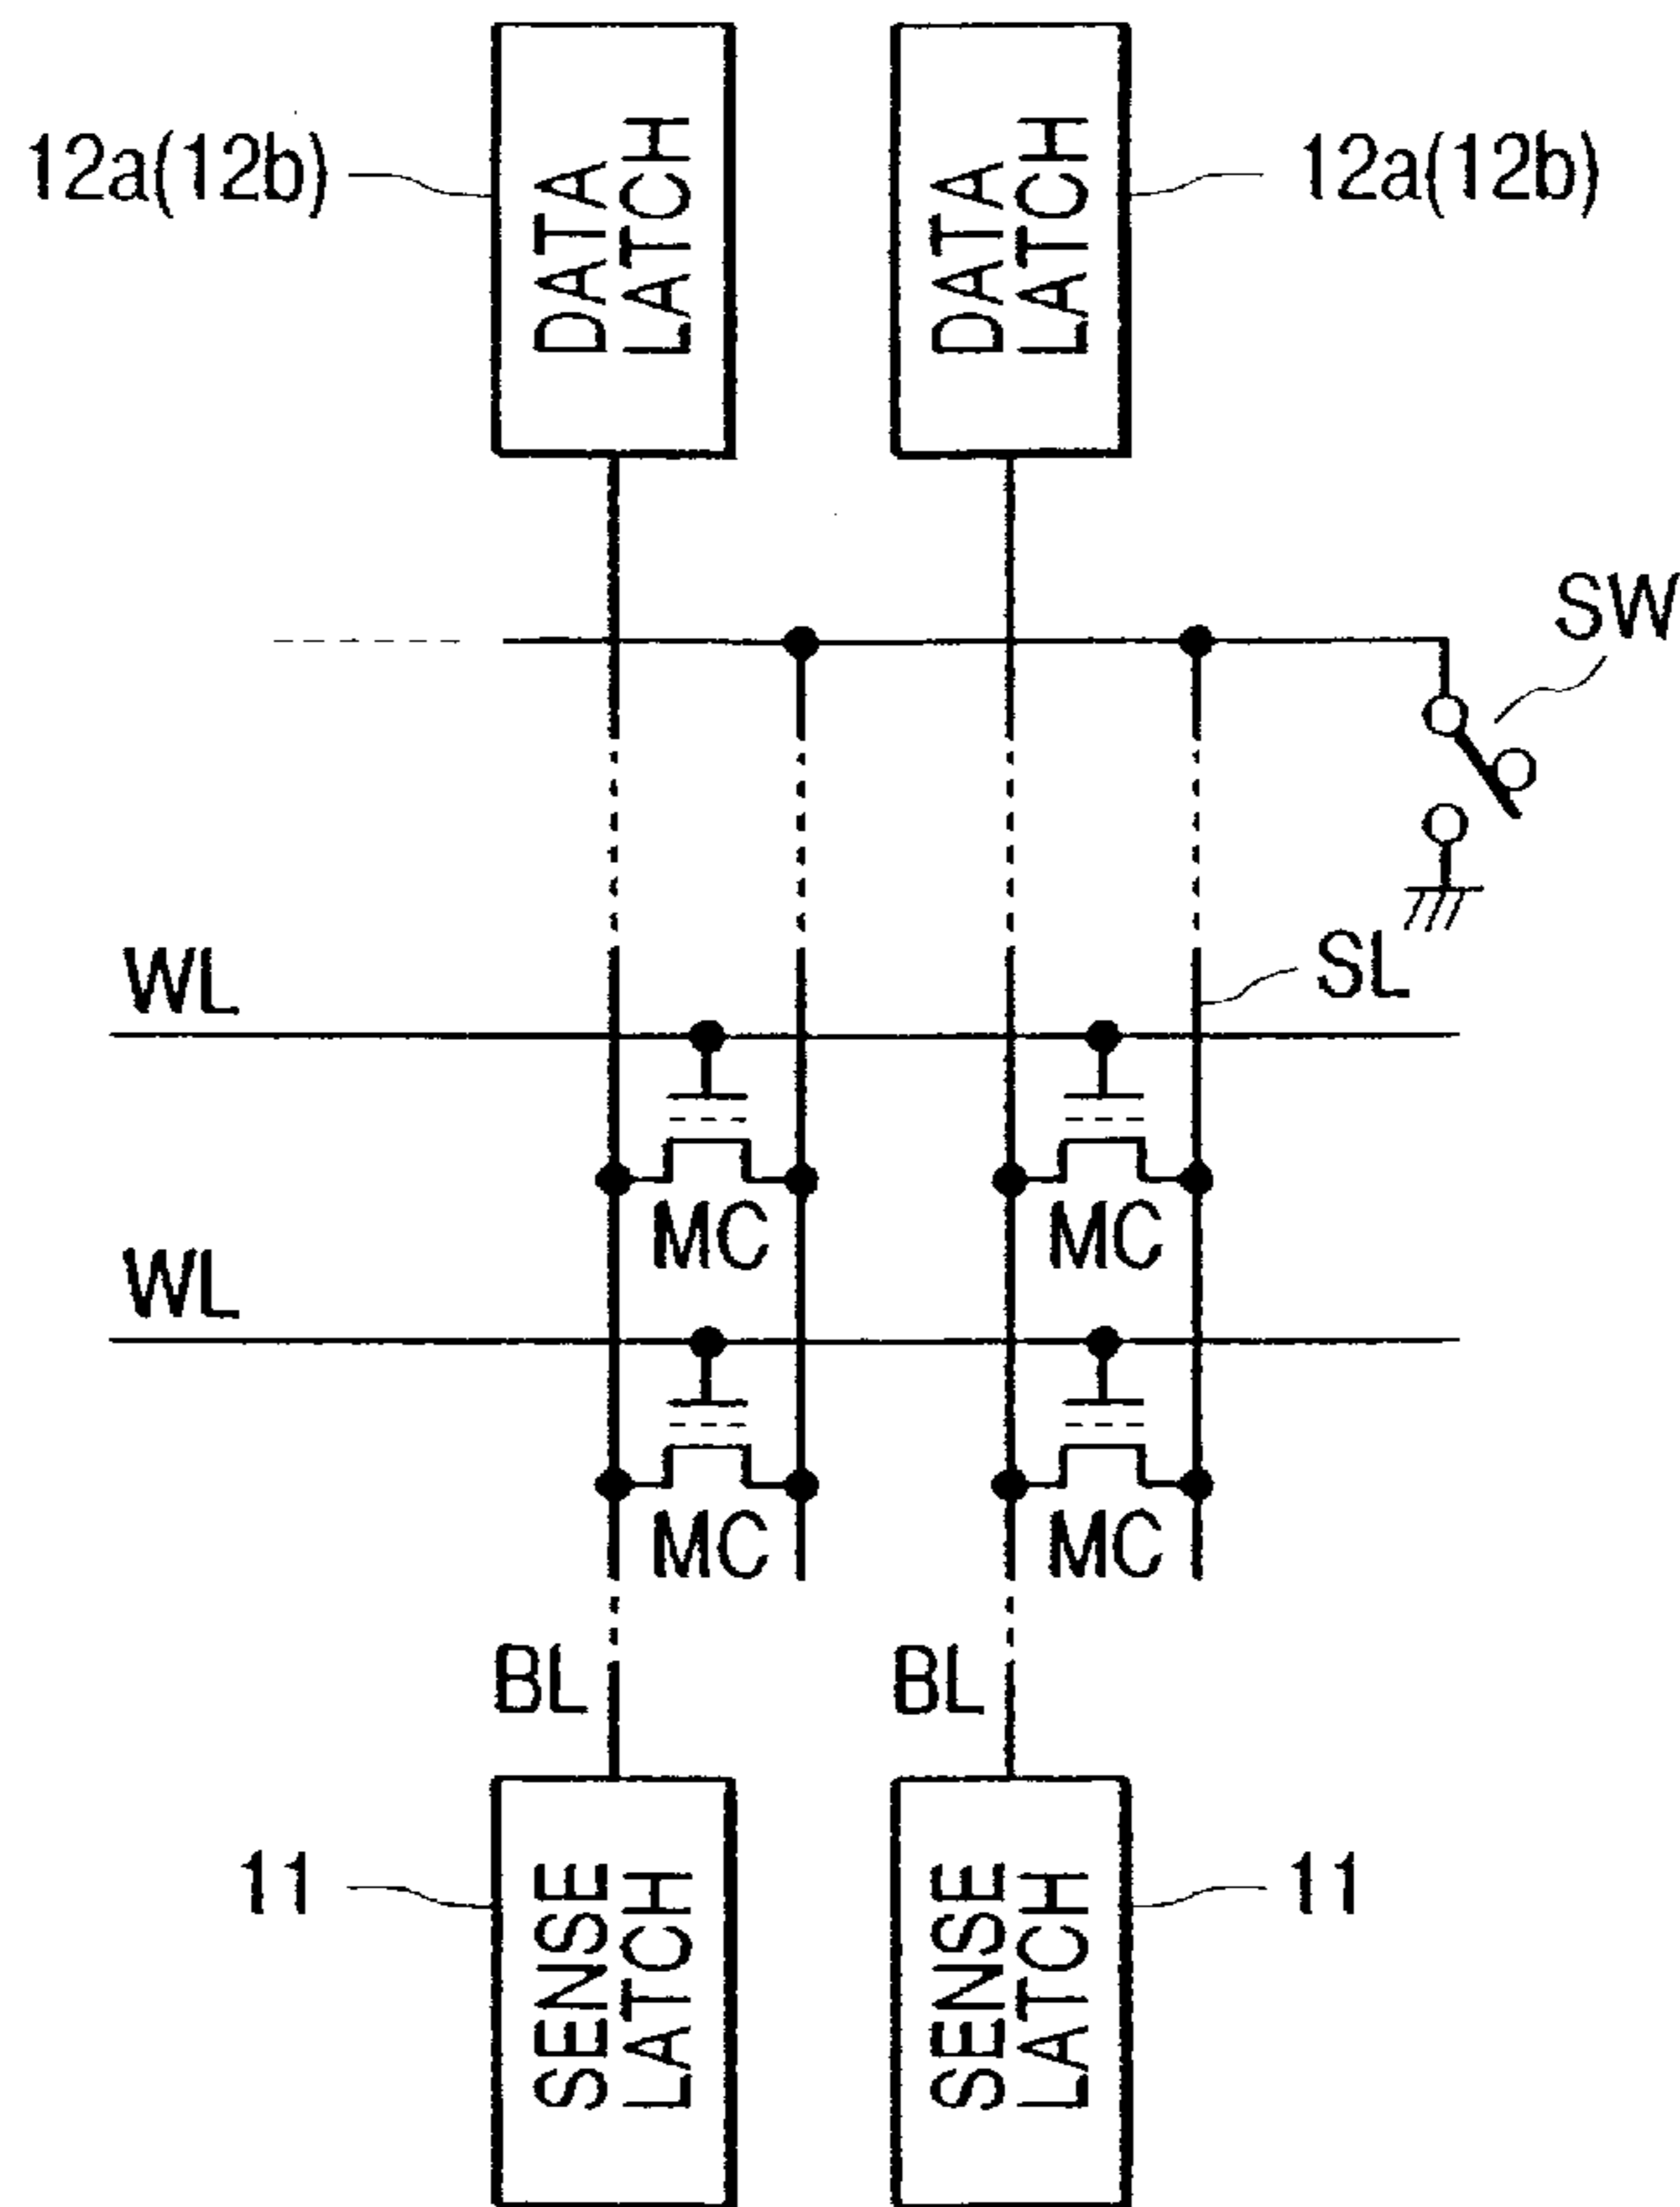 12a(12b)
DATA
LATCH
DATA
LATCH
12a(12b)
SW
SL
WL
MC
MC
WL
MC
MC
BL
BL
11
SENSE
LATCH
SENSE
LATCH
11